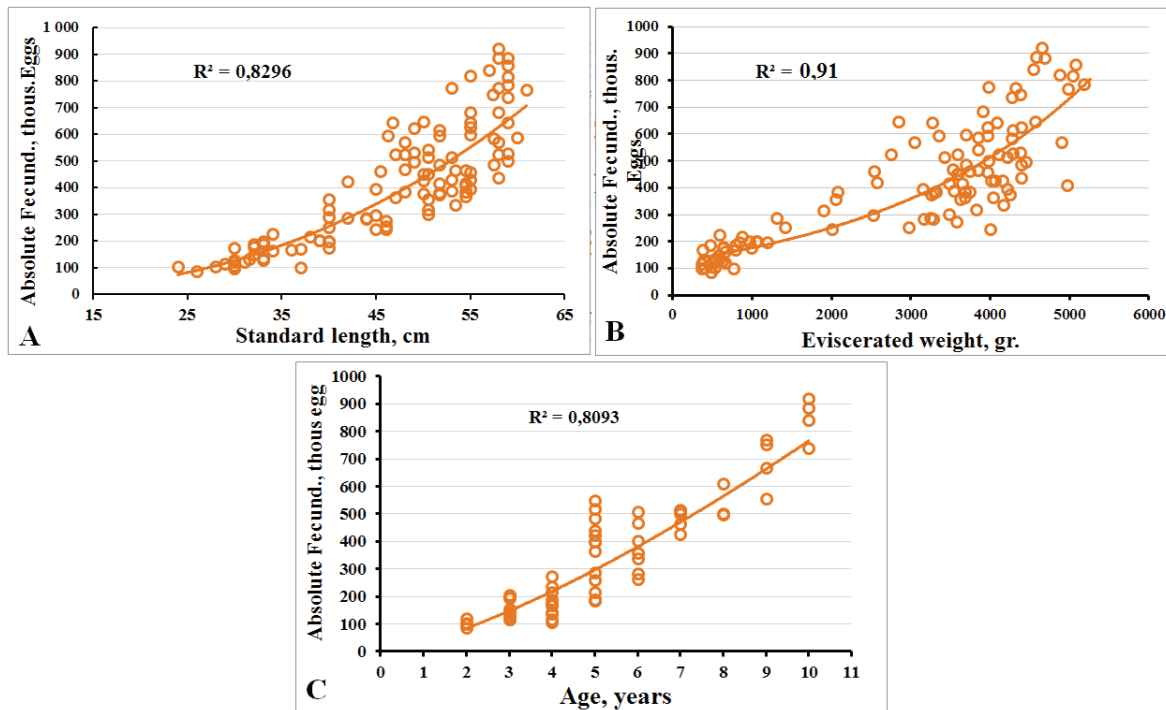 1 000
900
800
700
600
500
400
300
200
100
0
Absolute Fecund., thous.Eggs
R² = 0,8296
15 25 35 45 55 65
Standard length, cm
A
1000
900
800
700
600
500
400
300
200
100
0
Absolute Fecund., thous.
Eggs.
R² = 0,91
0 1000 2000 3000 4000 5000 6000
Eviscerated weight, gr.
B
1000
900
800
700
600
500
400
300
200
100
0
Absolute Fecund., thous egg
R² = 0,8093
0 1 2 3 4 5 6 7 8 9 10 11
Age, years
C